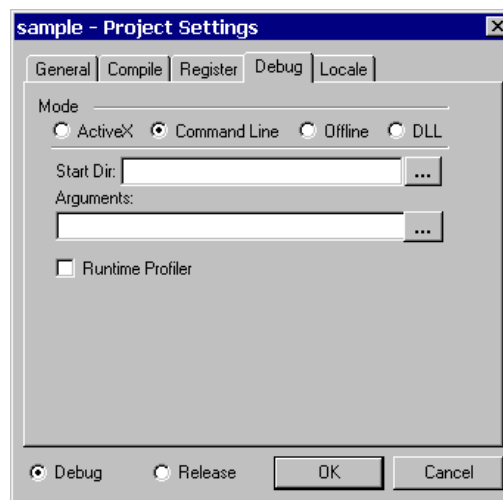 sample - Project Settings
General Compile Register Debug Locale
Mode
ActiveX Command Line Offline DLL
Start Dir: ...
Arguments:
...
Runtime Profiler
Debug Release OK Cancel